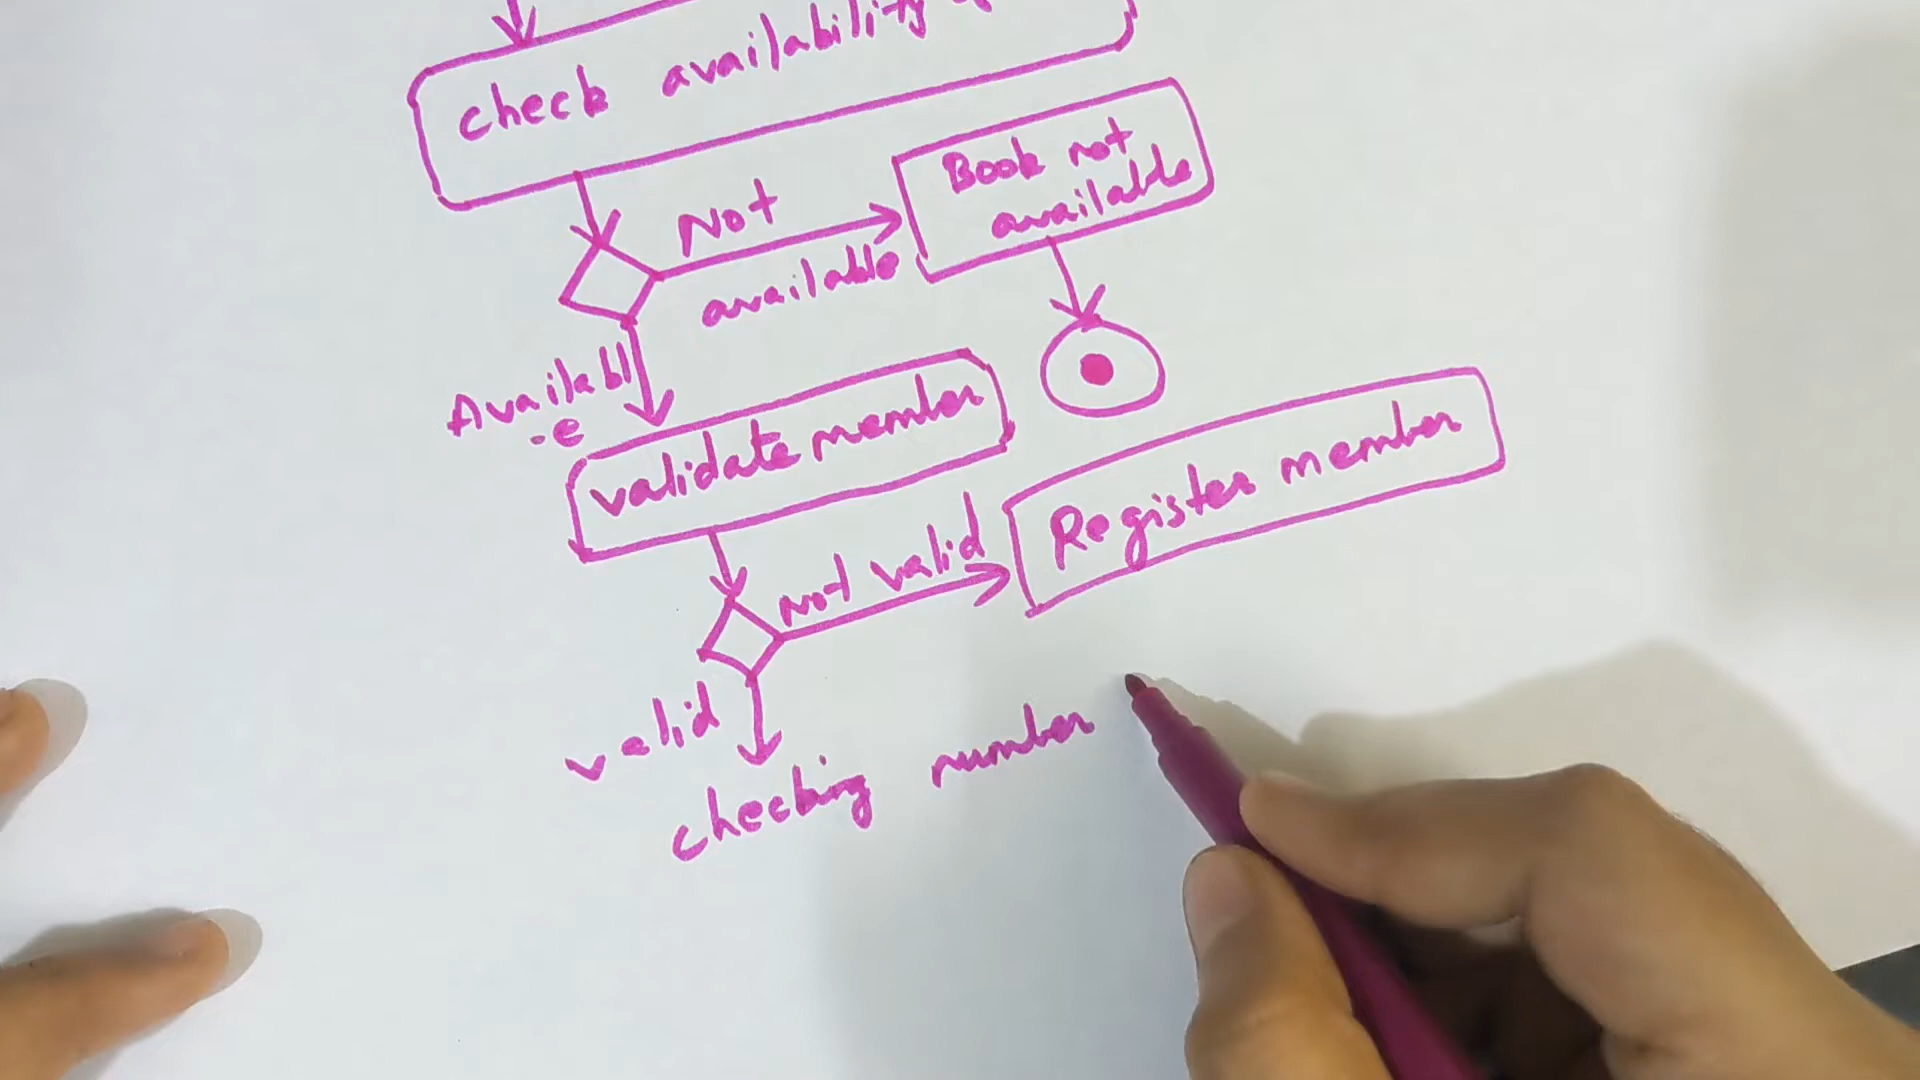 check availability
Not
available
Book not
available
Availabl
-e
validate member
Not valid
Register member
valid
checking number